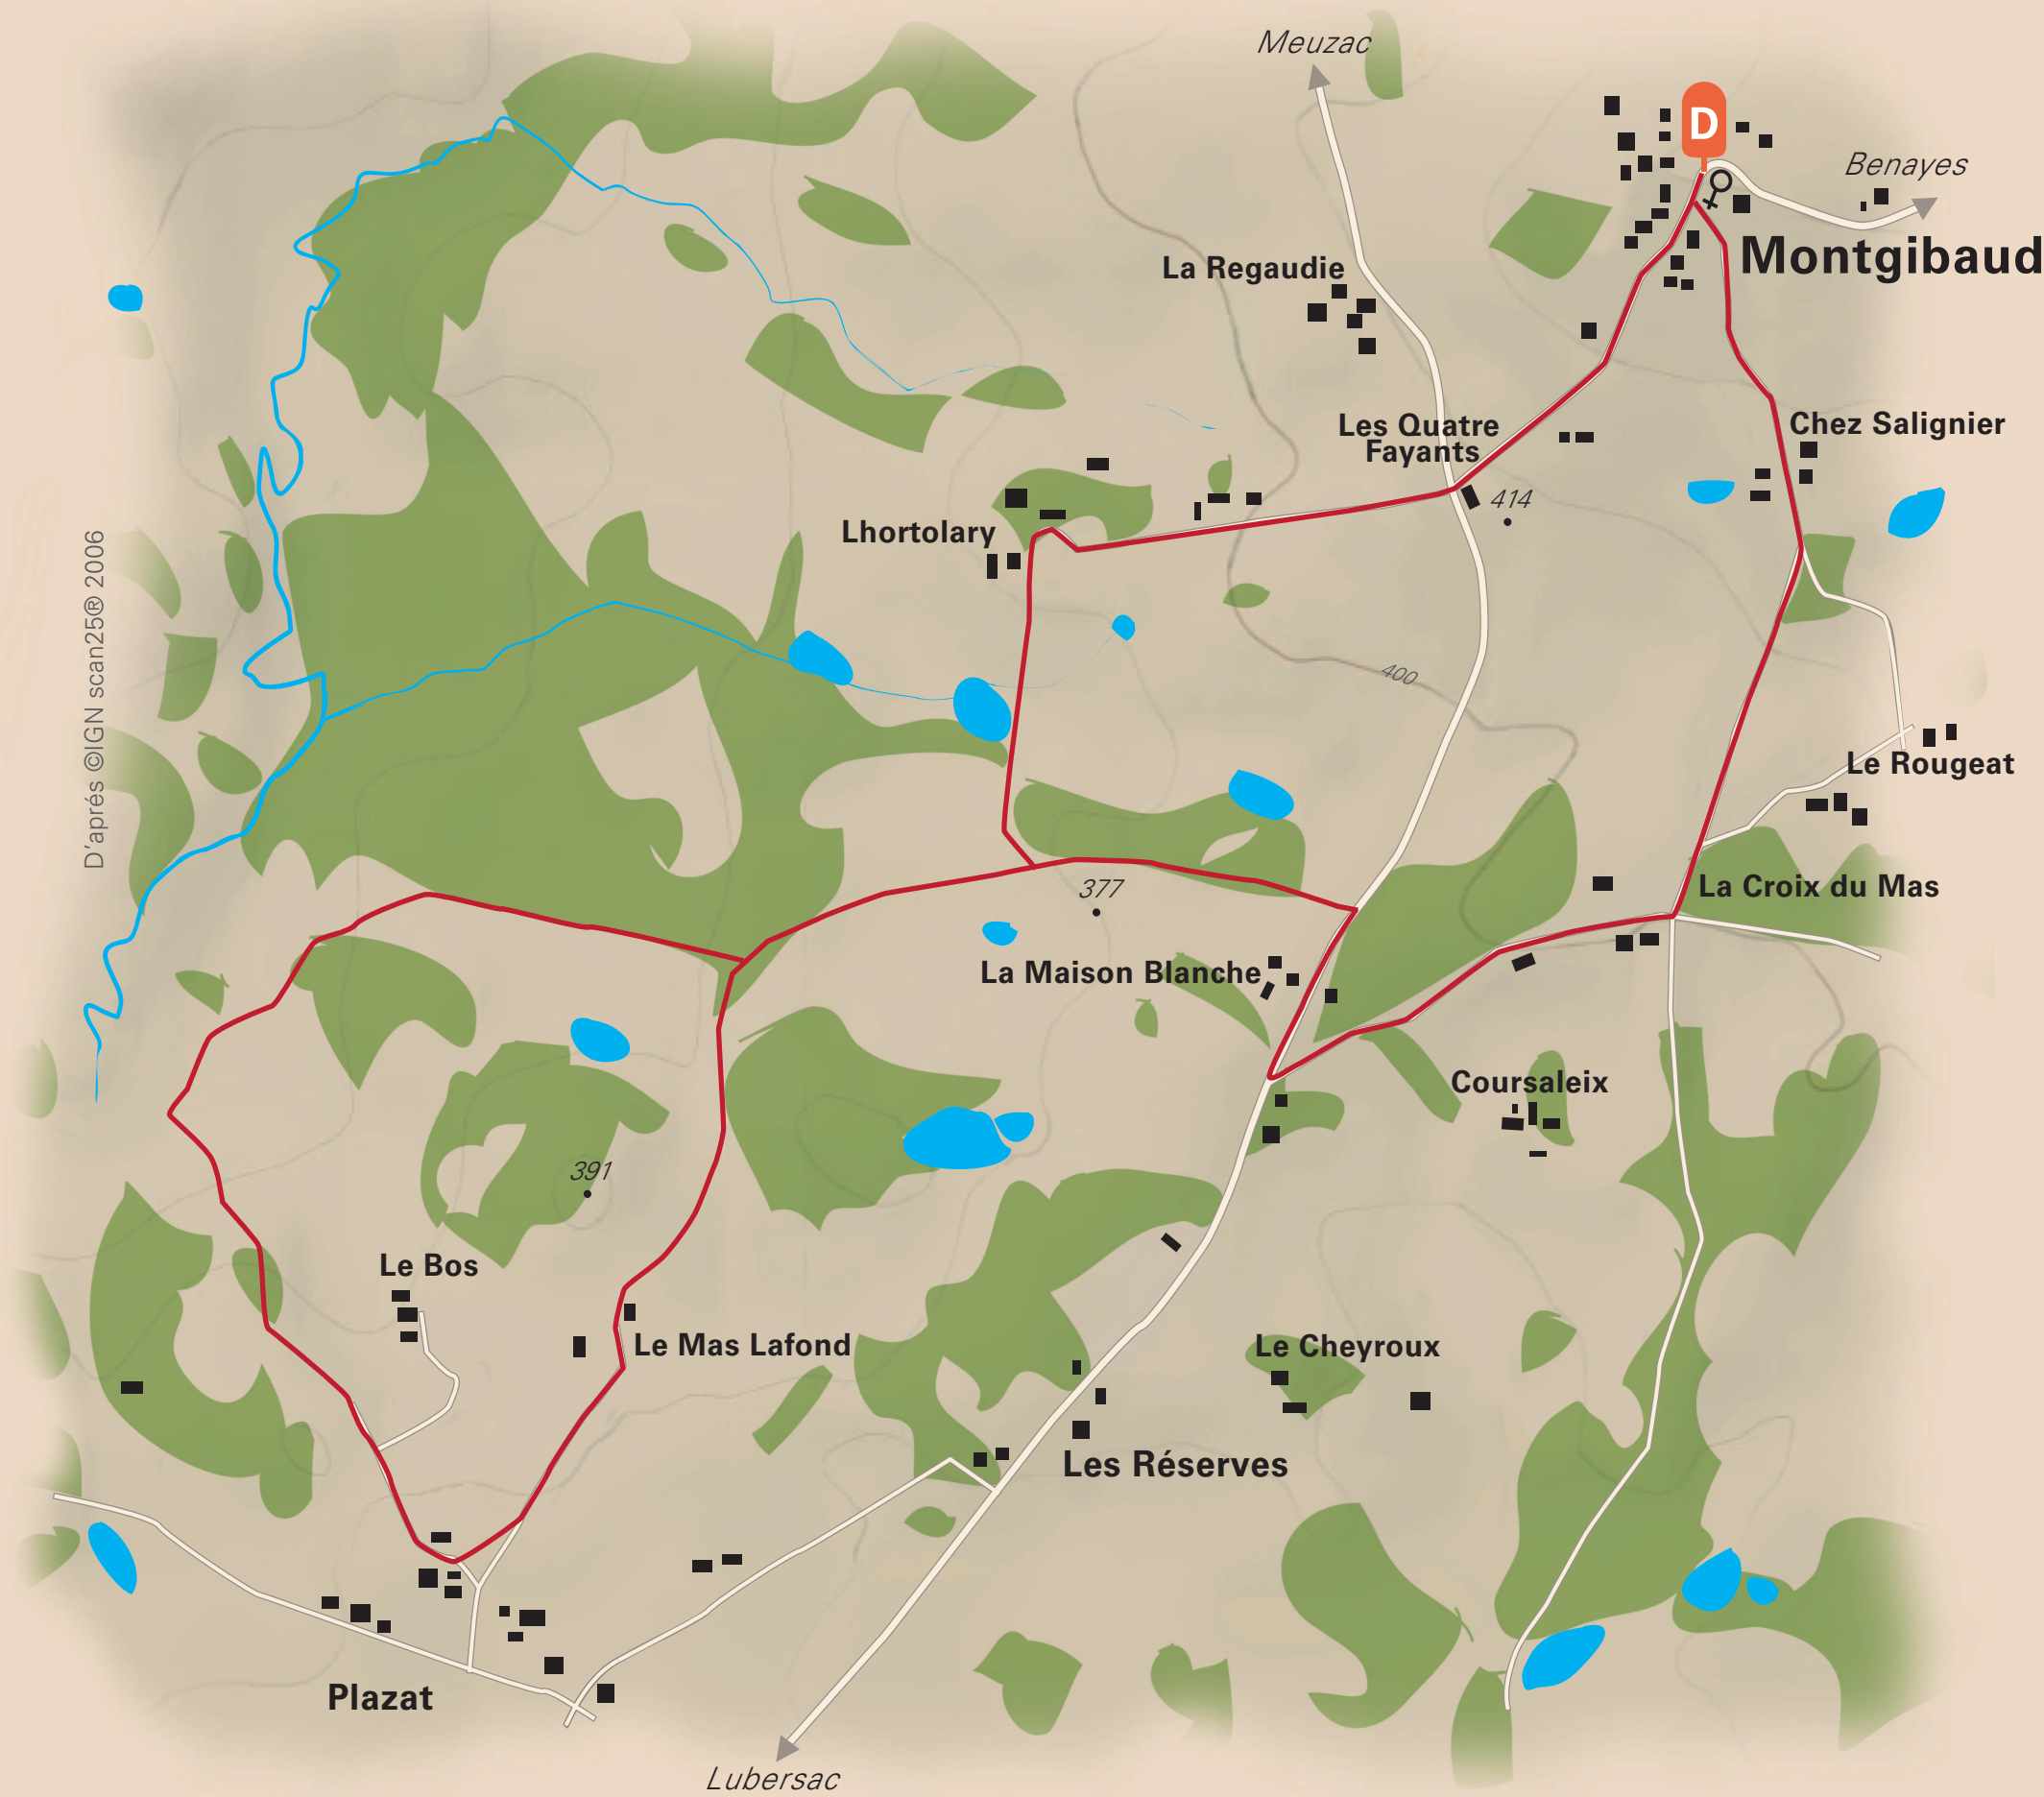 Meuzac
D
Benayes
Montgibaud
La Regaudie
Les Quatre
Fayants
Chez Salignier
414
Lhortolary
D'aprés ©IGN scan25® 2006
400
Le Rougeat
377
La Croix du Mas
La Maison Blanche
Coursaleix
391
Le Bos
Le Mas Lafond
Le Cheyroux
Les Réserves
Plazat
Lubersac